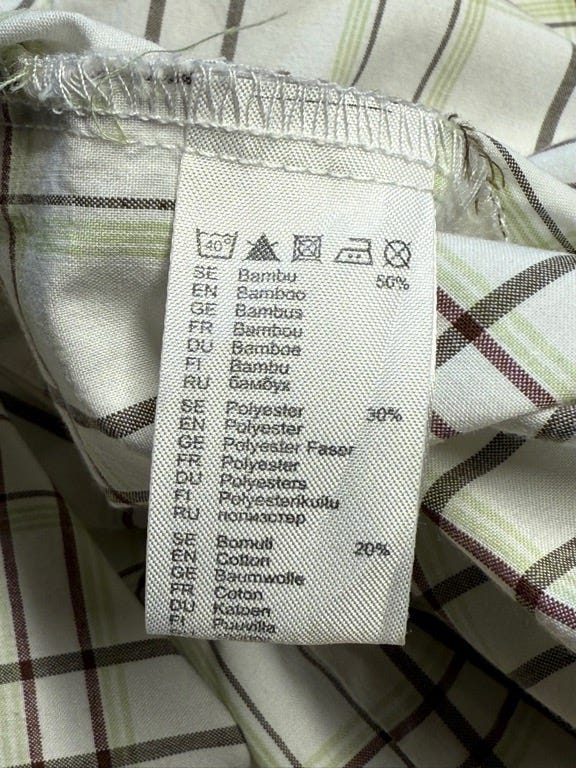 40°
SE Bambu 50%
EN Bamboo
GE Bambus
FR Bambou
DU Bamboe
FI Bambu
RU бамбук
SE Polyester 30%
EN Polyester
GE Polyester Faser
FR Polyester
DU Polyesters
FI Polyesterikuitu
RU полиэстер
SE Bomull 20%
EN Cotton
GE Baumwolle
FR Coton
DU Katoen
FI Puuvilla